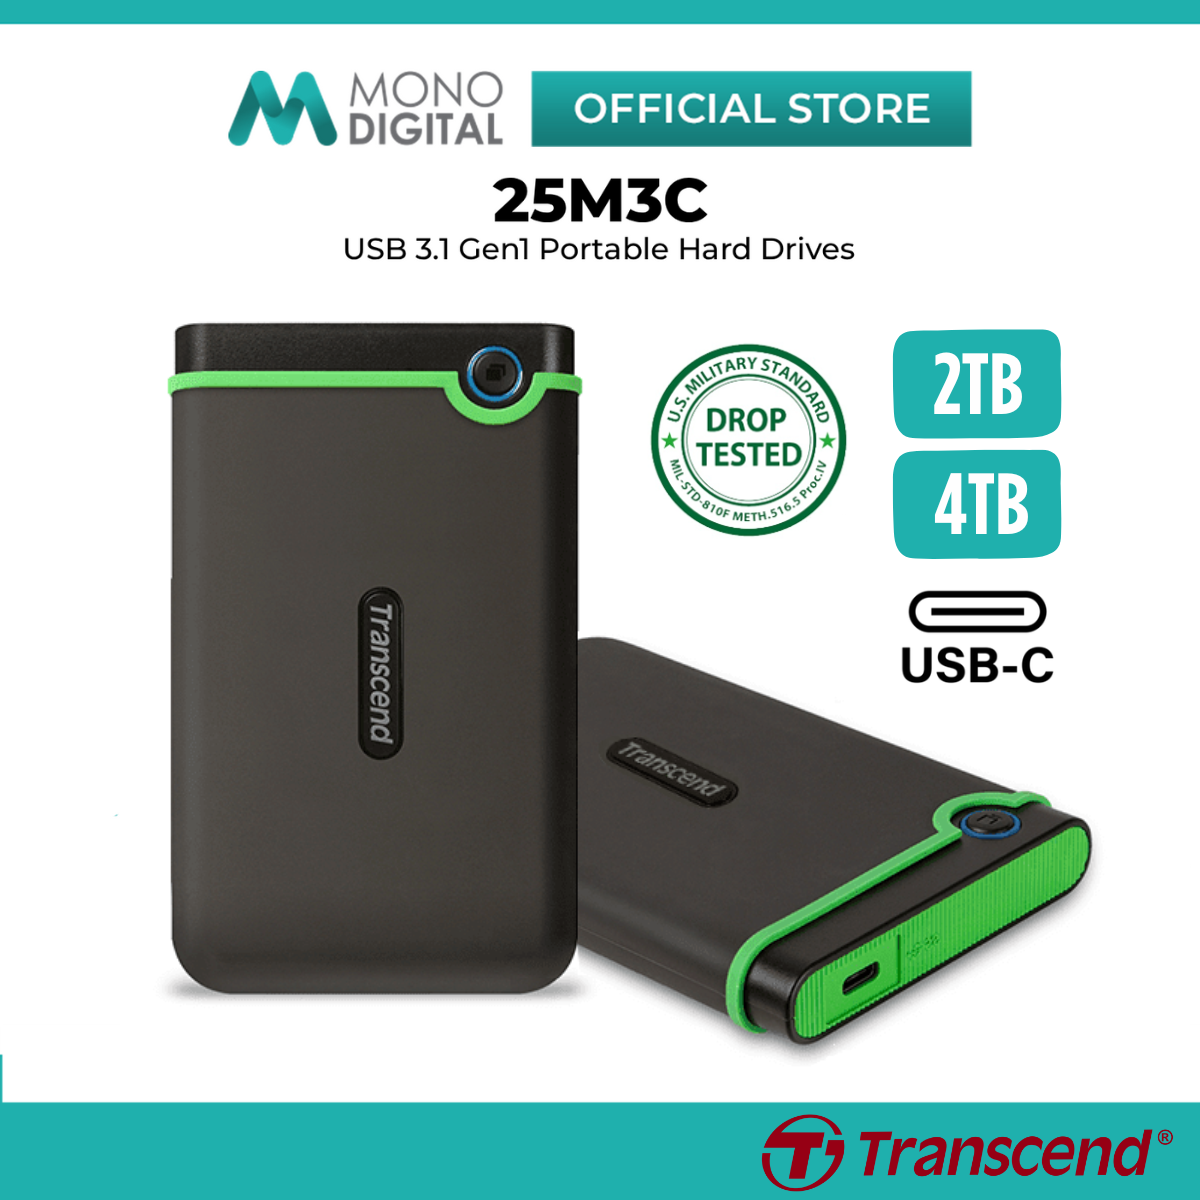 MONO
DIGITAL
OFFICIAL STORE
25M3C
USB 3.1 Gen1 Portable Hard Drives
U.S. MILITARY STANDARD
DROP
TESTED
MIL-STD-810F METH.516.5 Proc.IV
2TB
4TB
USB-C
Transcend
Transcend
Transcend®